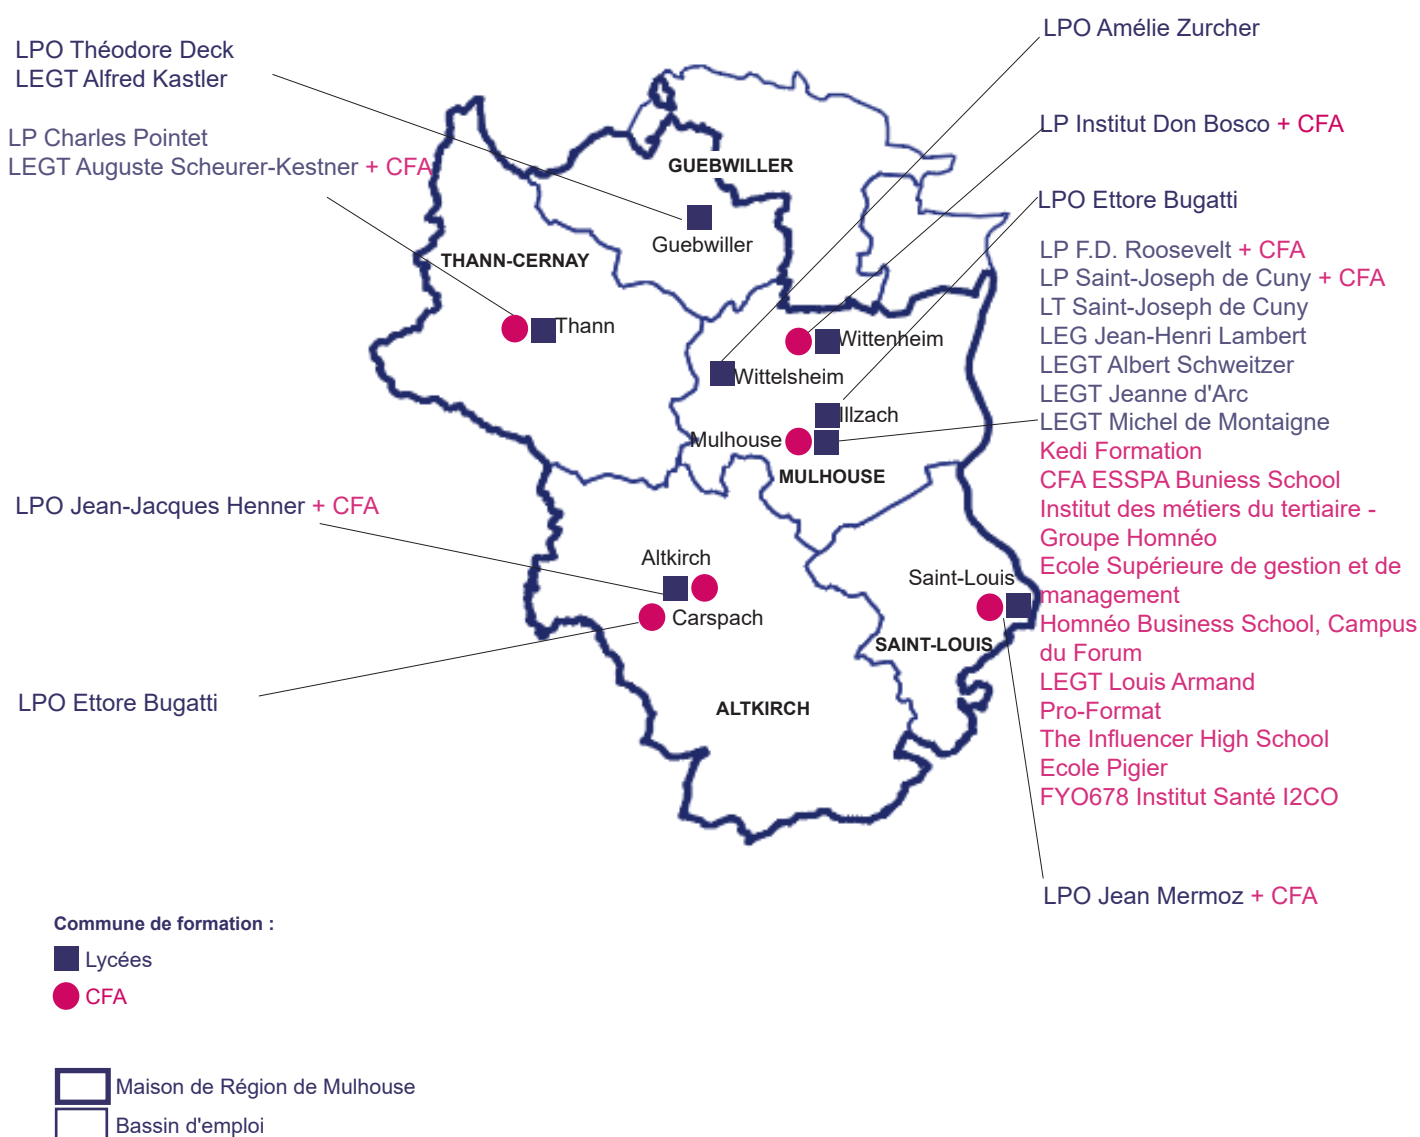 LPO Théodore Deck
LEGT Alfred Kastler
LP Charles Pointet
LEGT Auguste Scheurer-Kestner + CFA
LPO Amélie Zurcher
LP Institut Don Bosco + CFA
LPO Ettore Bugatti
LP F.D. Roosevelt + CFA
LP Saint-Joseph de Cuny + CFA
LT Saint-Joseph de Cuny
LEG Jean-Henri Lambert
LEGT Albert Schweitzer
LEGT Jeanne d'Arc
LEGT Michel de Montaigne
Kedi Formation
CFA ESSPA Buniess School
Institut des métiers du tertiaire -
Groupe Homnéo
Ecole Supérieure de gestion et de
management
Homnéo Business School, Campus
du Forum
LEGT Louis Armand
Pro-Format
The Influencer High School
Ecole Pigier
FYO678 Institut Santé I2CO
LPO Jean Mermoz + CFA
GUEBWILLER
Guebwiller
THANN-CERNAY
Thann
Wittenheim
Wittelsheim
Illzach
Mulhouse
MULHOUSE
LPO Jean-Jacques Henner + CFA
Altkirch
Carspach
Saint-Louis
SAINT-LOUIS
LPO Ettore Bugatti
ALTKIRCH
Commune de formation :
Lycées
CFA
Maison de Région de Mulhouse
Bassin d'emploi